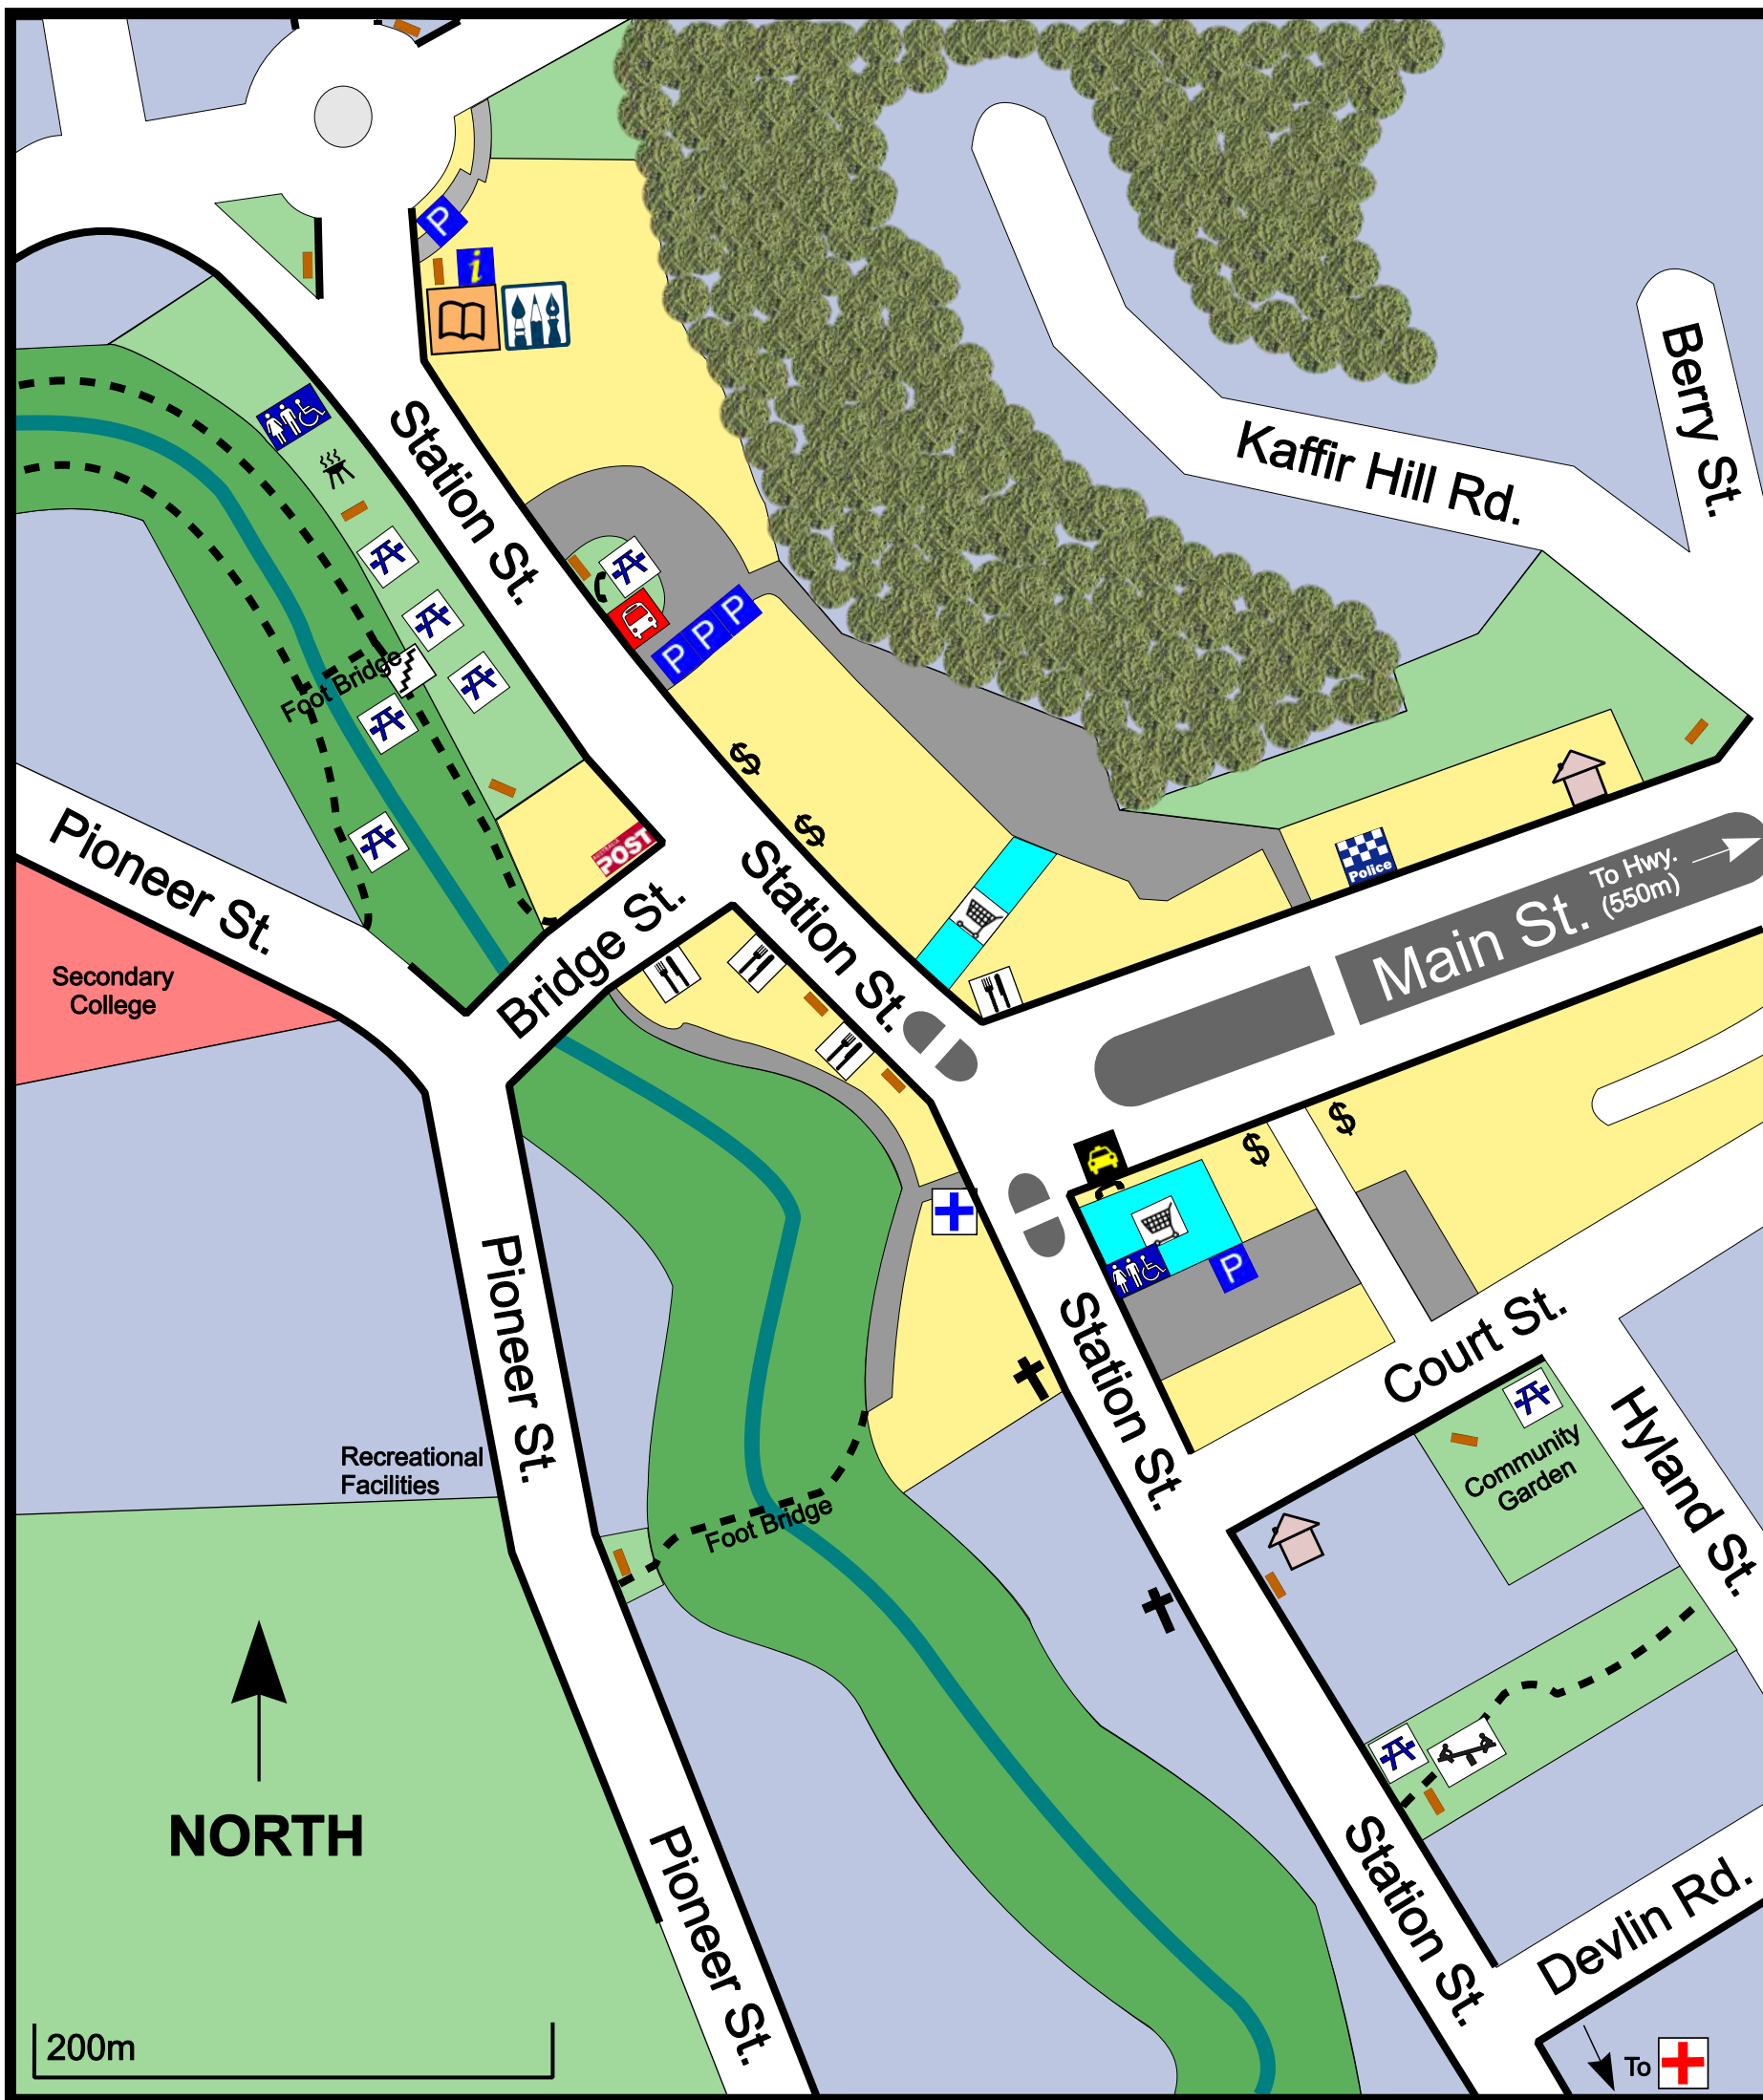 P
i
Station St.
Kaffir Hill Rd.
Berry St.
P P P
Foot Bridge
$
$
Pioneer St.
AUSTRALIA
POST
Station St.
Police
To Hwy.
(550m)
Main St.
Bridge St.
Secondary
College
$
$
P
Pioneer St.
Station St.
Court St.
Hyland St.
Community
Garden
Recreational
Facilities
Foot Bridge
NORTH
Pioneer St.
Station St.
Devlin Rd.
200m
To